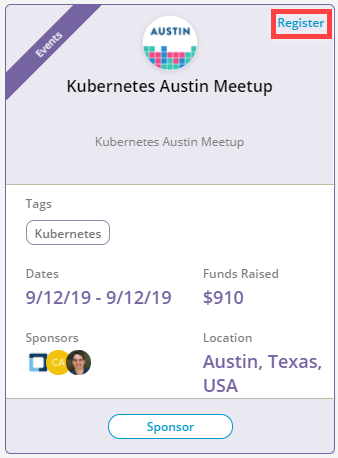 Events
AUSTIN
Register
Kubernetes Austin Meetup
Kubernetes Austin Meetup
Tags
Kubernetes
Dates
Funds Raised
9/12/19 - 9/12/19
$910
Sponsors
Location
CA
Austin, Texas,
USA
Sponsor